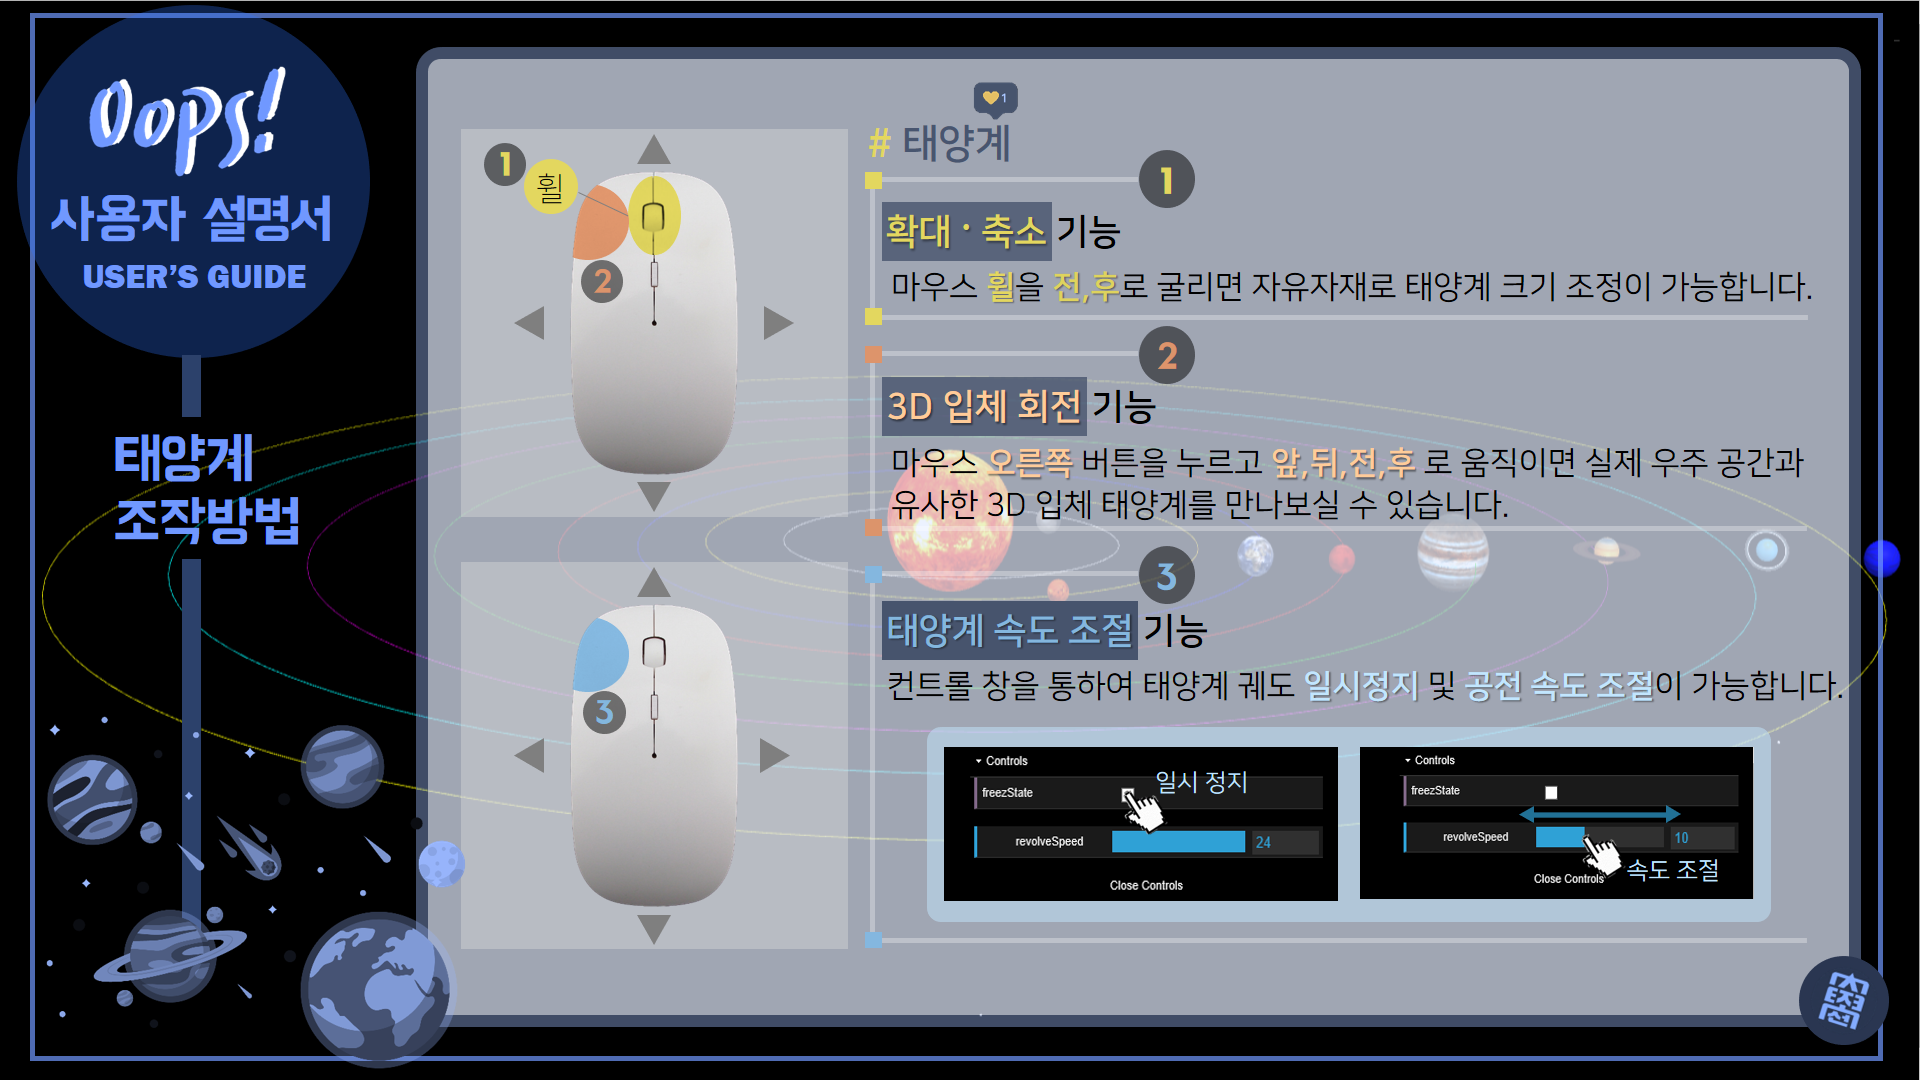 Oops!
사용자 설명서
USER'S GUIDE
태양계
조작방법
1
휠
2
3
1
# 태양계
1
확대 · 축소 기능
마우스 휠을 전,후로 굴리면 자유자재로 태양계 크기 조정이 가능합니다.
2
3D 입체 회전 기능
마우스 오른쪽 버튼을 누르고 앞,뒤,전,후 로 움직이면 실제 우주 공간과
유사한 3D 입체 태양계를 만나보실 수 있습니다.
3
태양계 속도 조절 기능
컨트롤 창을 통하여 태양계 궤도 일시정지 및 공전 속도 조절이 가능합니다.
Controls
freezState
일시 정지
revolveSpeed
24
Close Controls
Controls
freezState
revolveSpeed
10
Close Controls
속도 조절